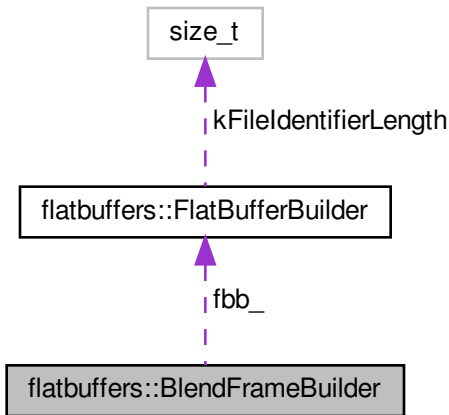 size_t
kFileIdentifierLength
flatbuffers::FlatBufferBuilder
fbb_
flatbuffers::BlendFrameBuilder